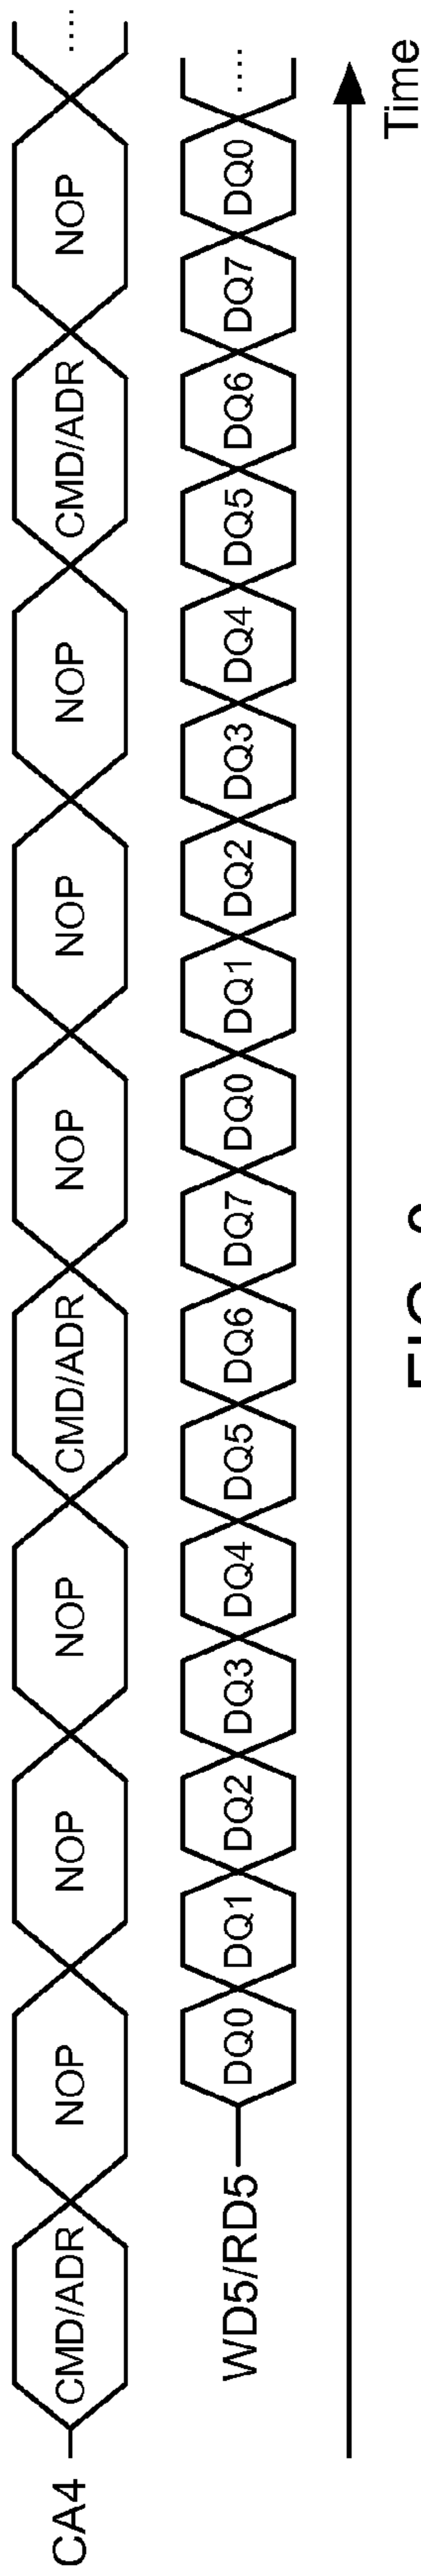 CA4 CMD/ADR NOP NOP NOP CMD/ADR NOP NOP NOP CMD/ADR NOP ....
WD5/RD5 DQ0 DQ1 DQ2 DQ3 DQ4 DQ5 DQ6 DQ7 DQ0 DQ1 DQ2 DQ3 DQ4 DQ5 DQ6 DQ7 DQ0 ....
Time